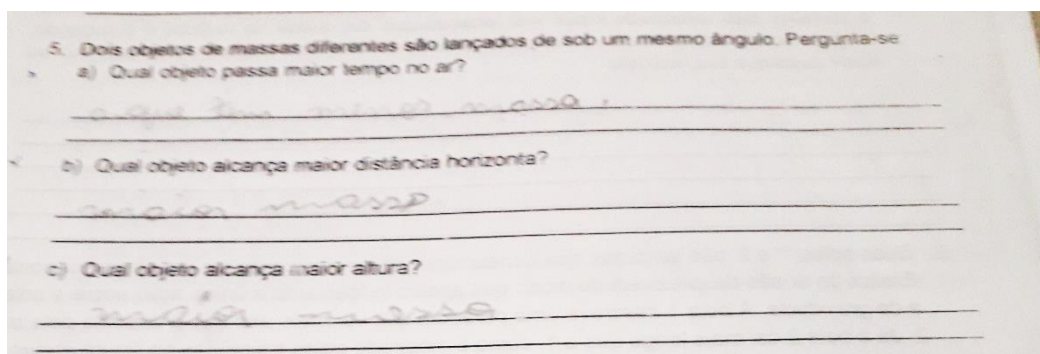 5. Dois objetos de massas diferentes são lançados de sob um mesmo ângulo. Pergunta-se
a) Qual objeto passa maior tempo no ar?
o que tem menos massa.
b) Qual objeto alcança maior distância horizonta?
maior massa
c) Qual objeto alcança maior altura?
maior massa